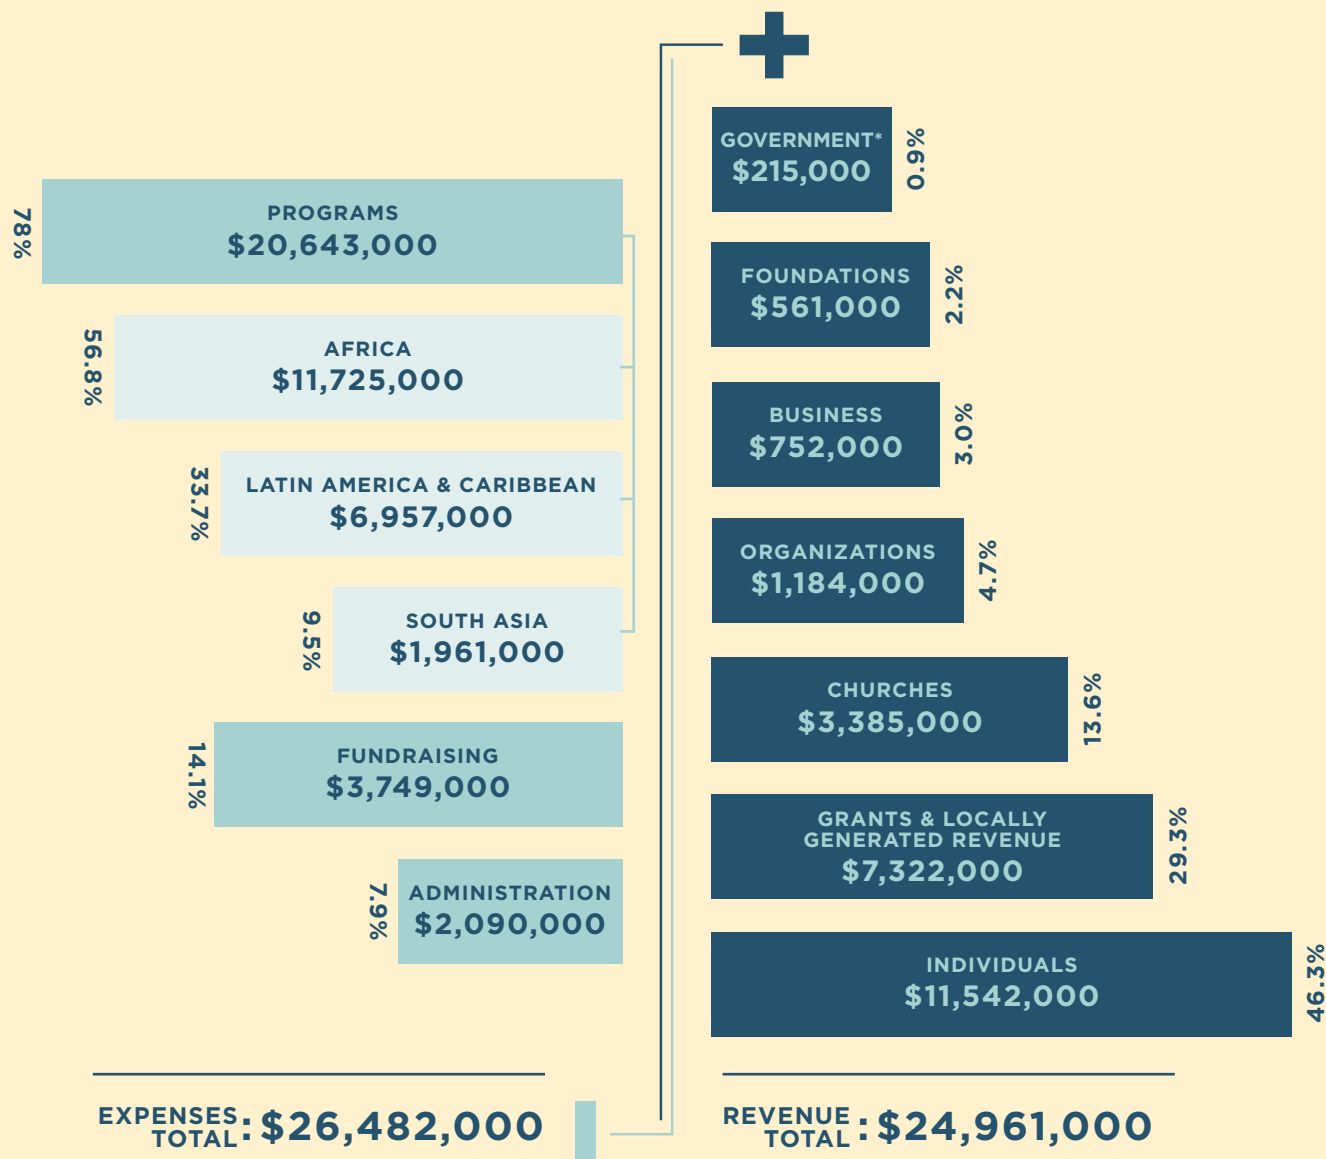 PROGRAMS
$20,643,000
78%
AFRICA
$11,725,000
56.8%
LATIN AMERICA & CARIBBEAN
$6,957,000
33.7%
SOUTH ASIA
$1,961,000
9.5%
FUNDRAISING
$3,749,000
14.1%
ADMINISTRATION
$2,090,000
7.9%
EXPENSES
TOTAL: $26,482,000
GOVERNMENT*
$215,000
0.9%
FOUNDATIONS
$561,000
2.2%
BUSINESS
$752,000
3.0%
ORGANIZATIONS
$1,184,000
4.7%
CHURCHES
$3,385,000
13.6%
GRANTS & LOCALLY
GENERATED REVENUE
$7,322,000
29.3%
INDIVIDUALS
$11,542,000
46.3%
REVENUE
TOTAL: $24,961,000